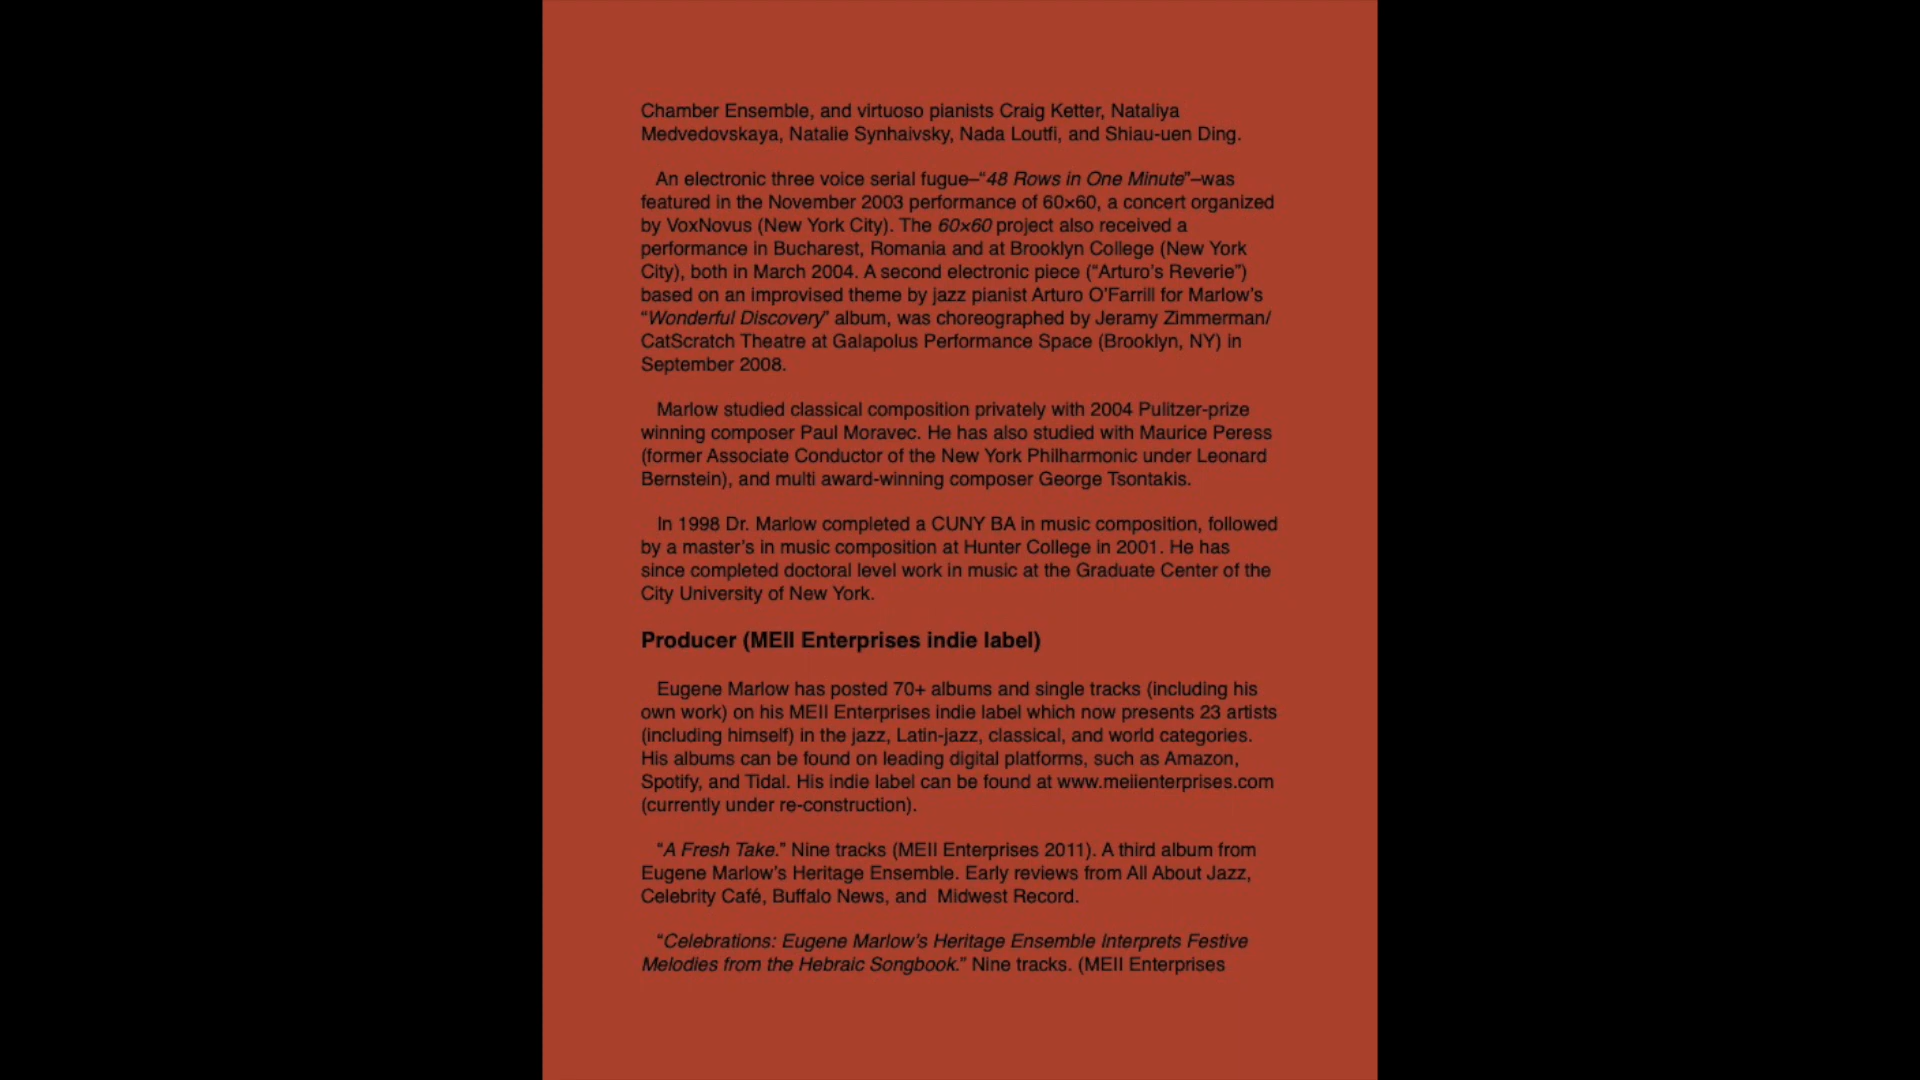 Chamber Ensemble, and virtuoso pianists Craig Ketter, Nataliya
Medvedovskaya, Natalie Synhaivsky, Nada Loutfi, and Shiau-uen Ding.
An electronic three voice serial fugue–“48 Rows in One Minute”–was
featured in the November 2003 performance of 60×60, a concert organized
by VoxNovus (New York City). The 60×60 project also received a
performance in Bucharest, Romania and at Brooklyn College (New York
City), both in March 2004. A second electronic piece (“Arturo’s Reverie”)
based on an improvised theme by jazz pianist Arturo O’Farrill for Marlow’s
“Wonderful Discovery” album, was choreographed by Jeramy Zimmerman/
CatScratch Theatre at Galapolus Performance Space (Brooklyn, NY) in
September 2008.
Marlow studied classical composition privately with 2004 Pulitzer-prize
winning composer Paul Moravec. He has also studied with Maurice Peress
(former Associate Conductor of the New York Philharmonic under Leonard
Bernstein), and multi award-winning composer George Tsontakis.
In 1998 Dr. Marlow completed a CUNY BA in music composition, followed
by a master’s in music composition at Hunter College in 2001. He has
since completed doctoral level work in music at the Graduate Center of the
City University of New York.
Producer (MEII Enterprises indie label)
Eugene Marlow has posted 70+ albums and single tracks (including his
own work) on his MEII Enterprises indie label which now presents 23 artists
(including himself) in the jazz, Latin-jazz, classical, and world categories.
His albums can be found on leading digital platforms, such as Amazon,
Spotify, and Tidal. His indie label can be found at www.meiienterprises.com
(currently under re-construction).
“A Fresh Take.” Nine tracks (MEII Enterprises 2011). A third album from
Eugene Marlow’s Heritage Ensemble. Early reviews from All About Jazz,
Celebrity Café, Buffalo News, and  Midwest Record.
“Celebrations: Eugene Marlow’s Heritage Ensemble Interprets Festive
Melodies from the Hebraic Songbook.” Nine tracks. (MEII Enterprises